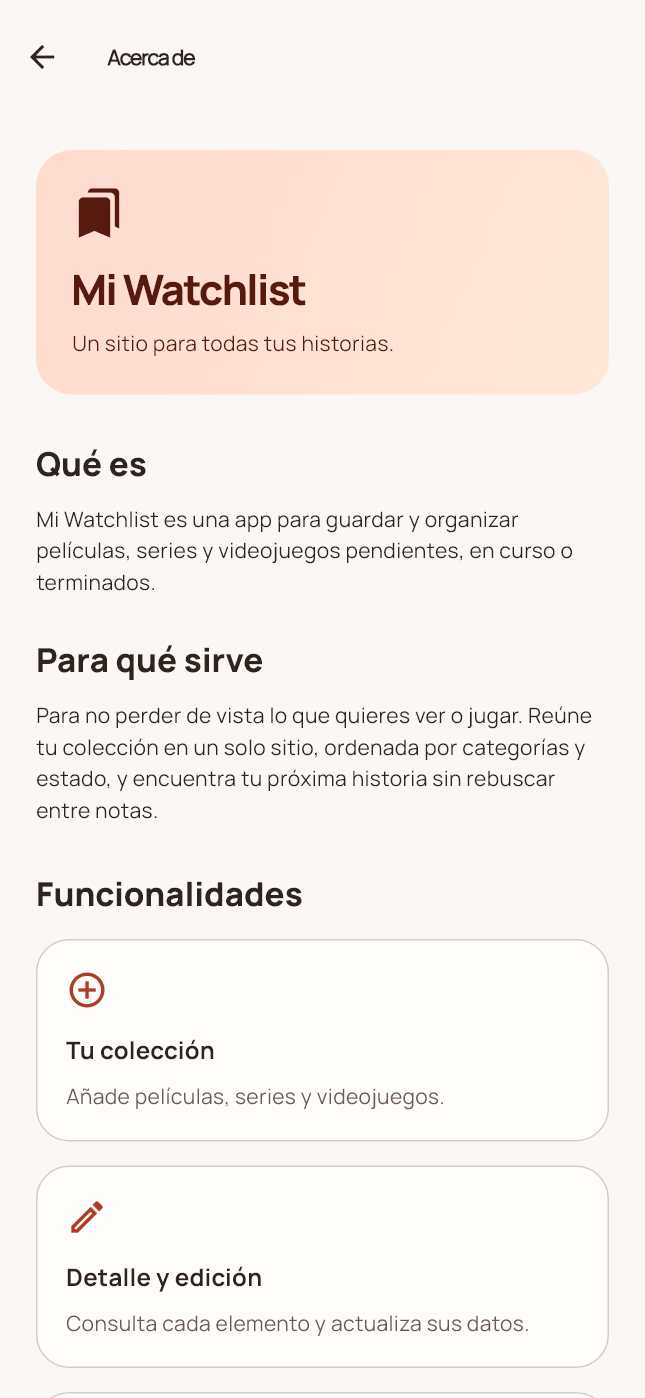 Acerca de
Mi Watchlist
Un sitio para todas tus historias.
Qué es
Mi Watchlist es una app para guardar y organizar
películas, series y videojuegos pendientes, en curso o
terminados.
Para qué sirve
Para no perder de vista lo que quieres ver o jugar. Reúne
tu colección en un solo sitio, ordenada por categorías y
estado, y encuentra tu próxima historia sin rebuscar
entre notas.
Funcionalidades
Tu colección
Añade películas, series y videojuegos.
Detalle y edición
Consulta cada elemento y actualiza sus datos.